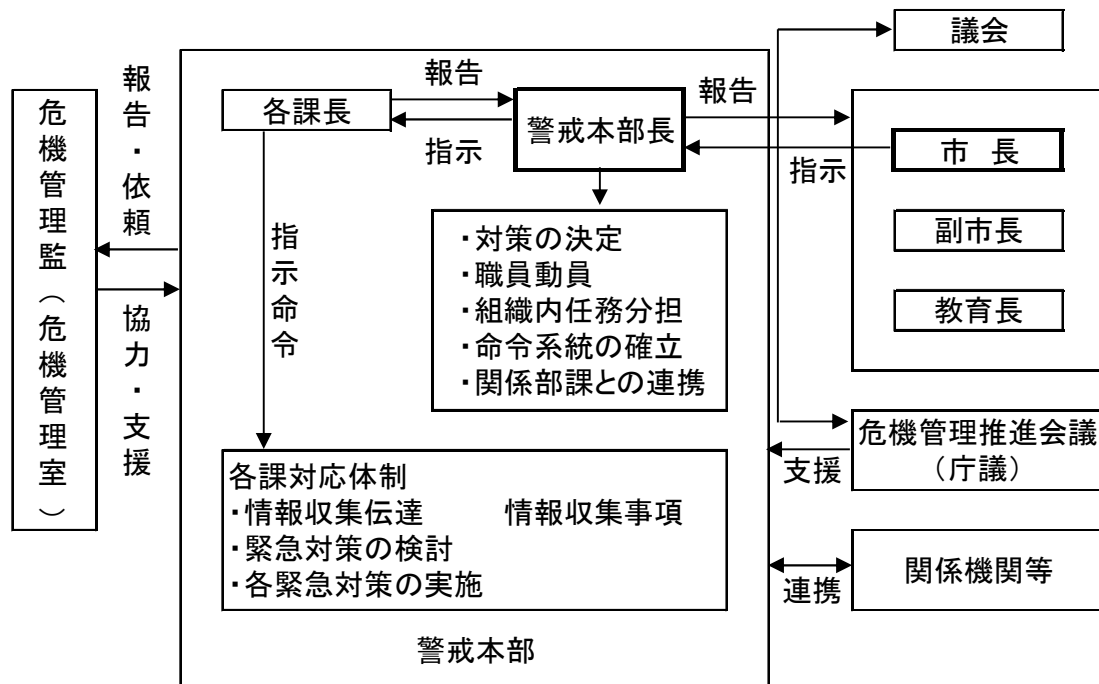 議会
報告・依頼
報告
報告
各課長
警戒本部長
指示
指示
市 長
副市長
教育長
危機管理監（危機管理室）
指示命令
・対策の決定
・職員動員
・組織内任務分担
・命令系統の確立
・関係部課との連携
協力・支援
危機管理推進会議
（庁議）
支援
各課対応体制
・情報収集伝達 情報収集事項
・緊急対策の検討
・各緊急対策の実施
関係機関等
連携
警戒本部